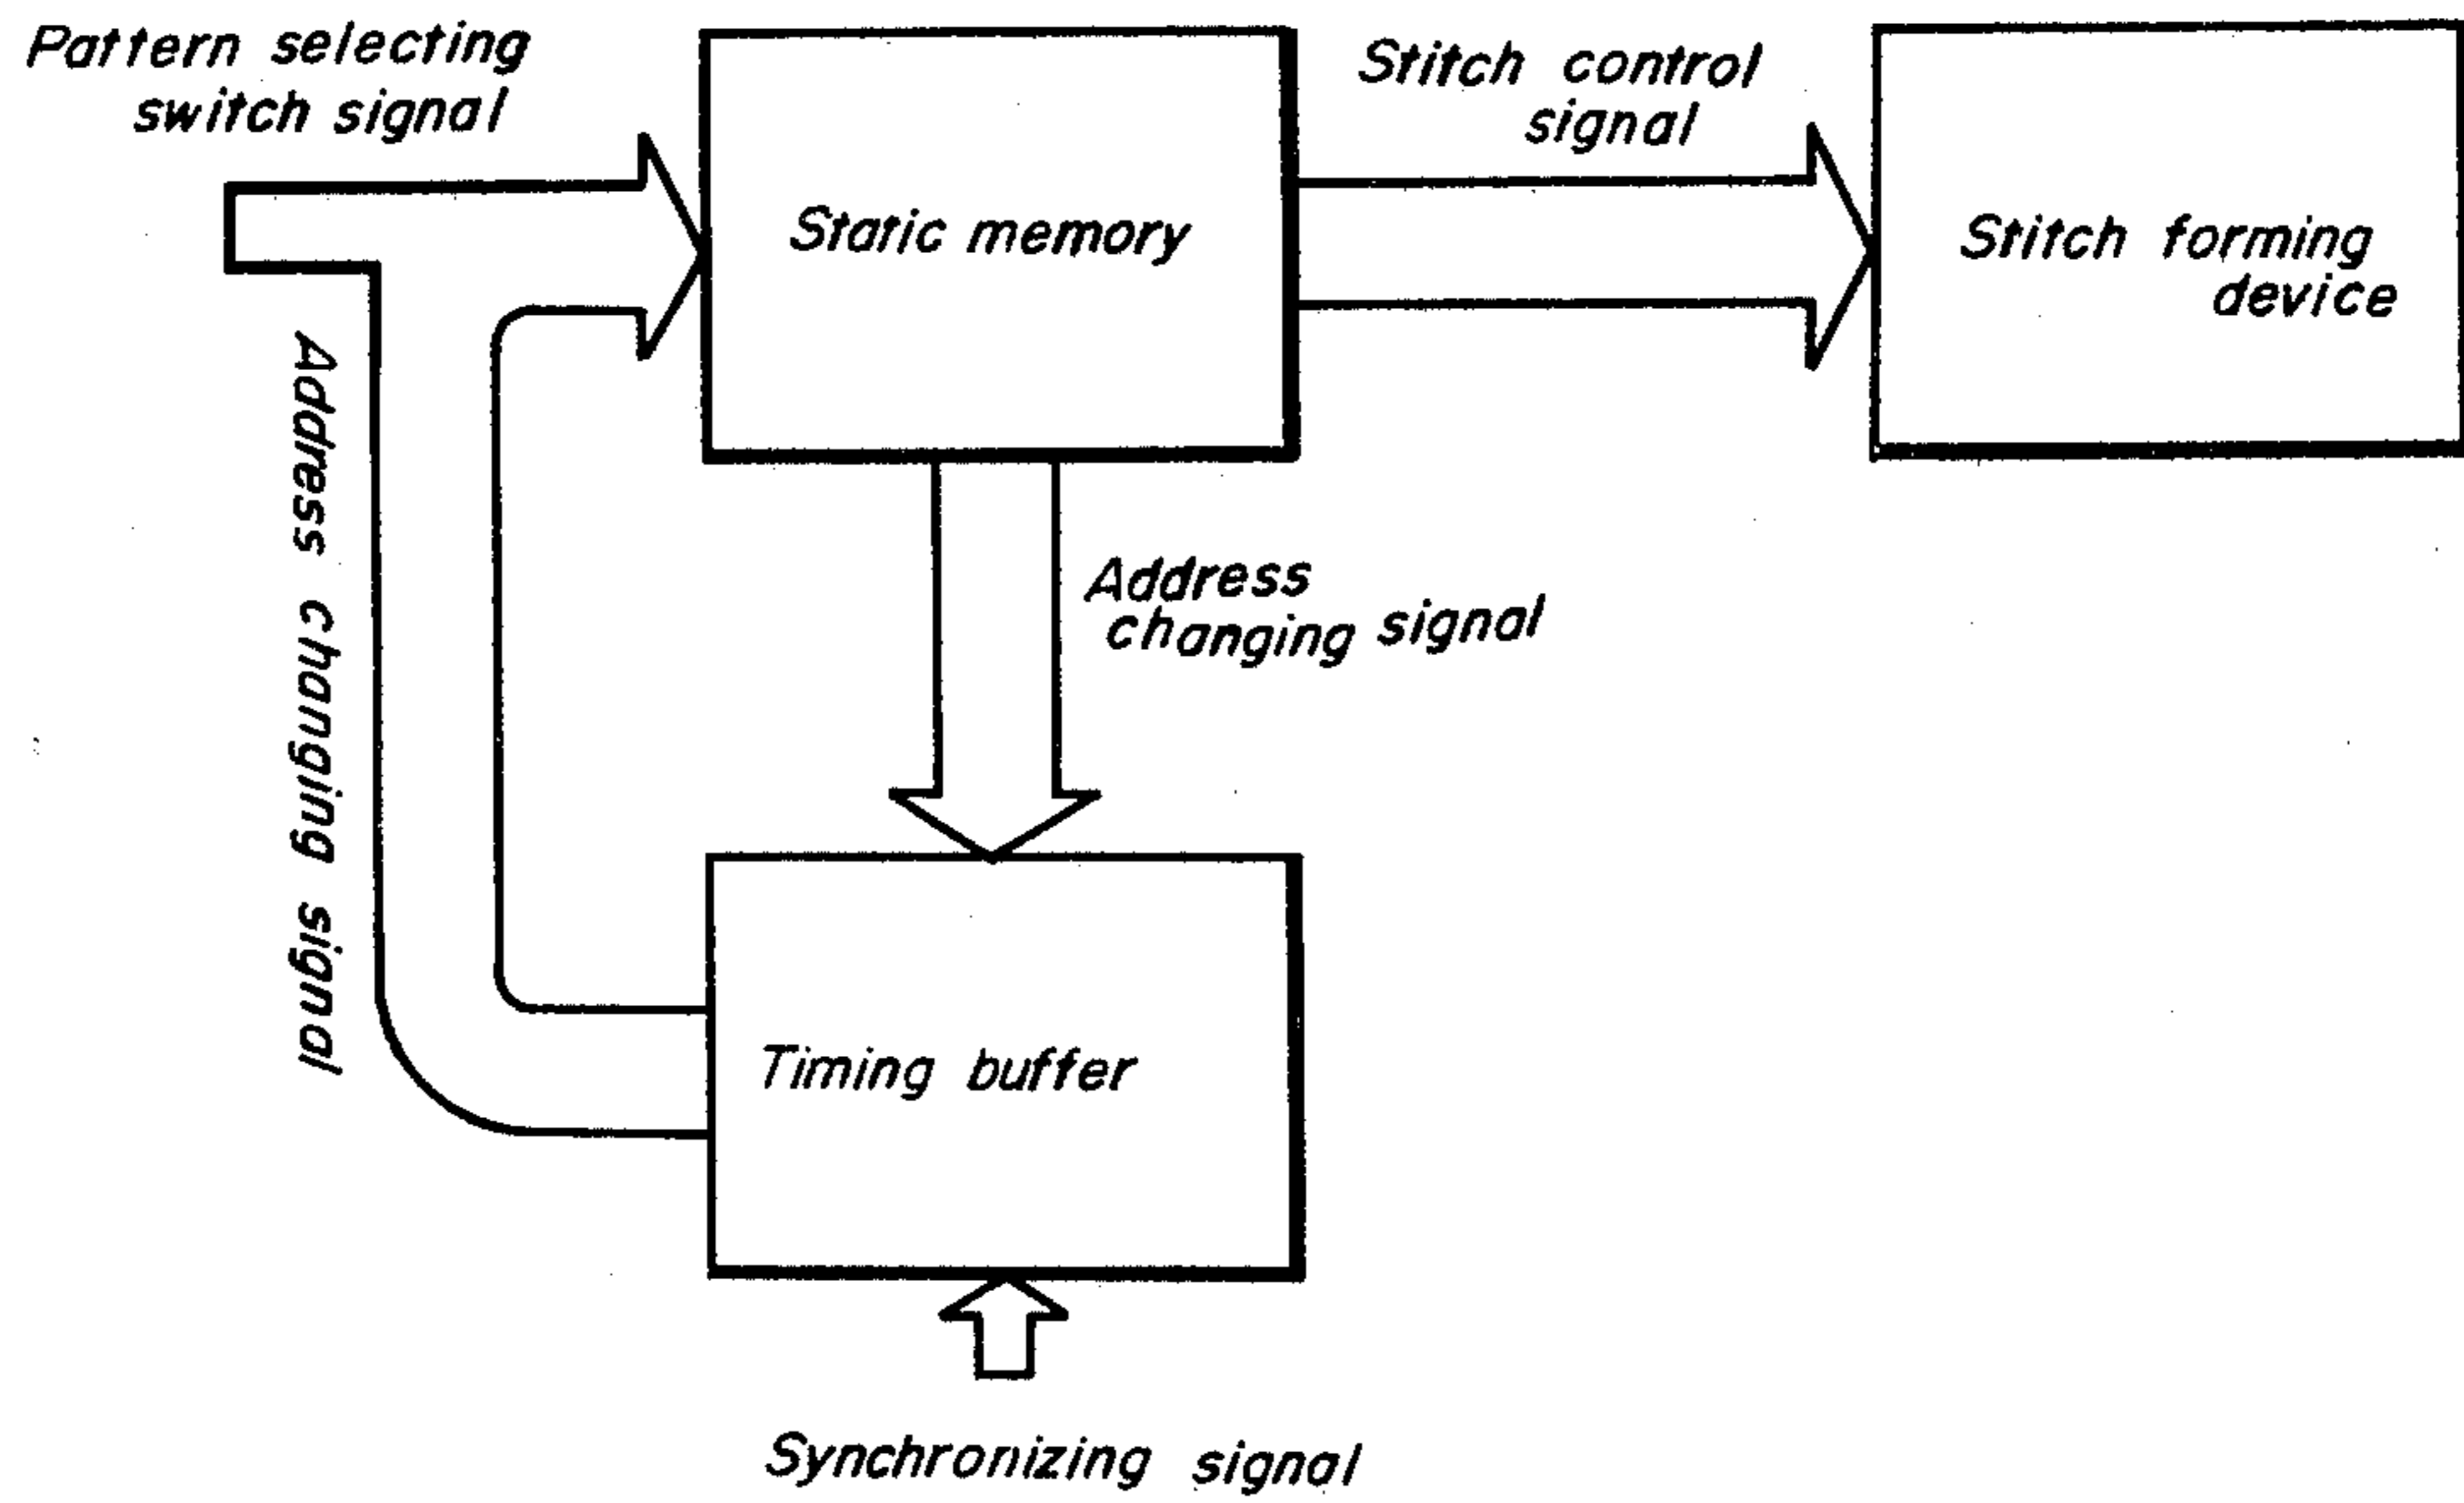 Pattern selecting
switch signal
Static memory
Stitch control
signal
Stitch forming
device
Address changing signal
Address
changing signal
Timing buffer
Synchronizing signal